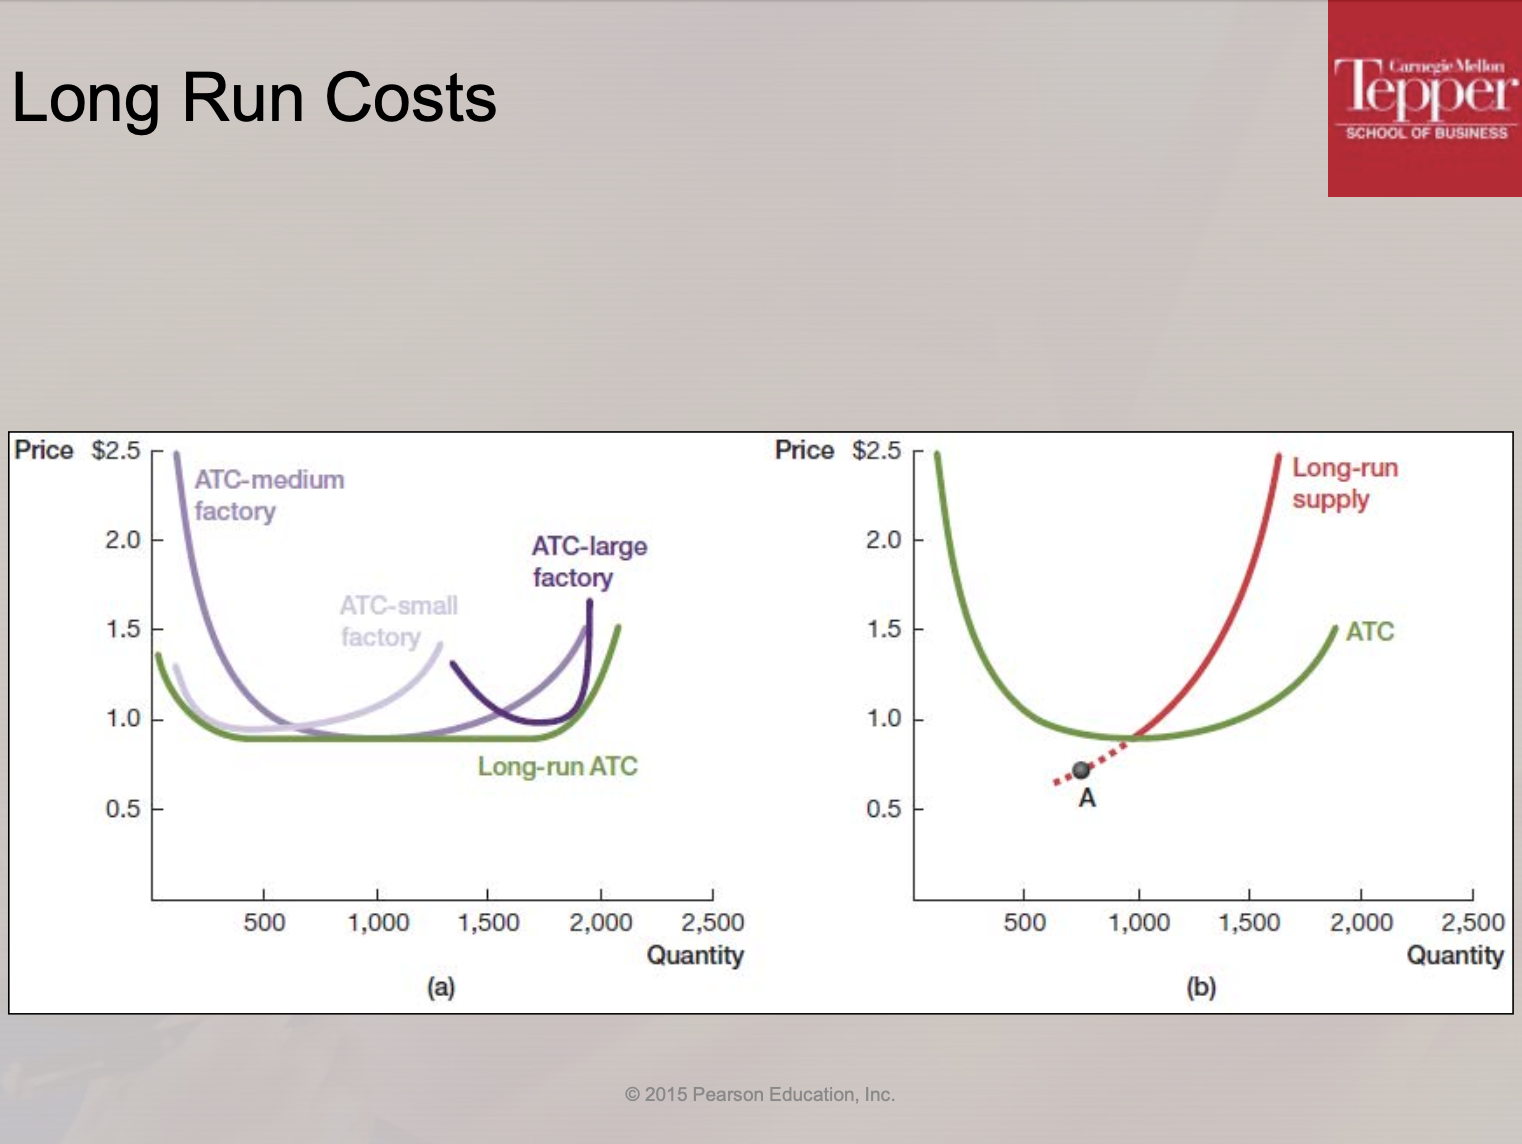 Long Run Costs
Carnegie Mellon
Tepper
SCHOOL OF BUSINESS
Price
$2.5
2.0
1.5
1.0
0.5
ATC-medium
factory
ATC-small
factory
ATC-large
factory
Long-run ATC
500
1,000
1,500
2,000
2,500
Quantity
(a)
Price
$2.5
2.0
1.5
1.0
0.5
Long-run
supply
ATC
A
500
1,000
1,500
2,000
2,500
Quantity
(b)
© 2015 Pearson Education, Inc.